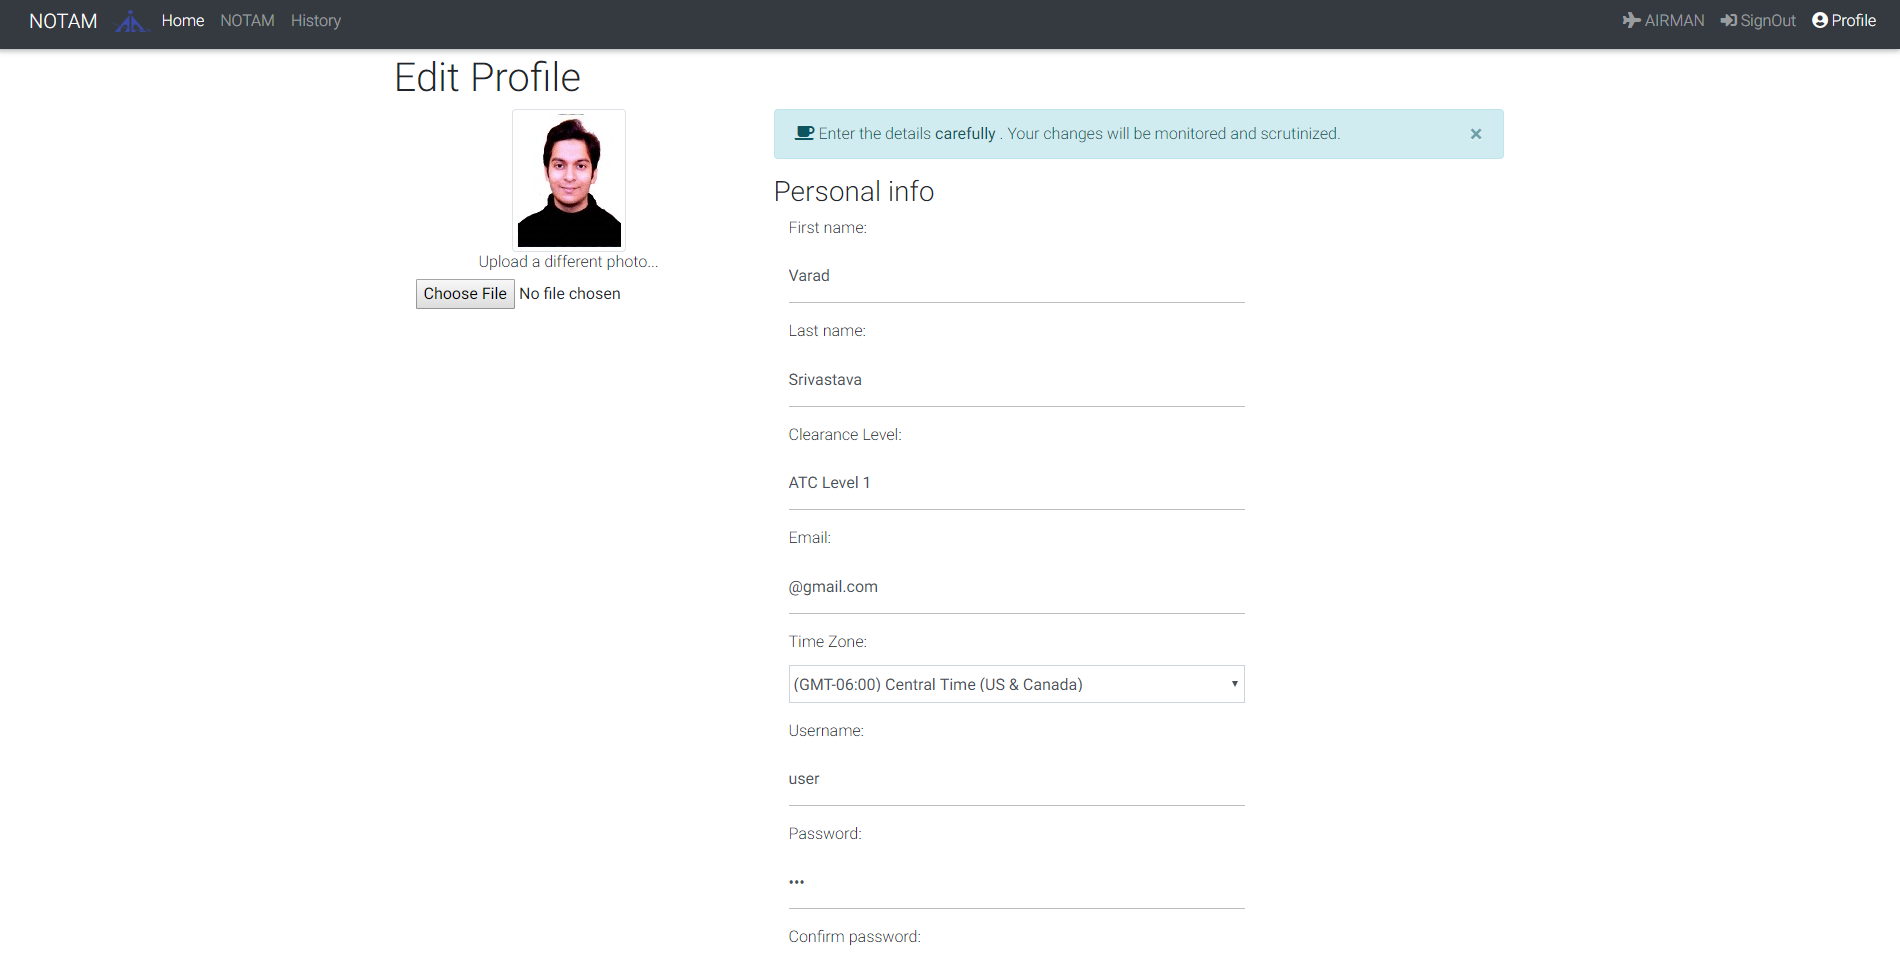 NOTAM Home NOTAM History AIRMAN SignOut Profile
Edit Profile
Upload a different photo...
Choose File No file chosen
Enter the details carefully . Your changes will be monitored and scrutinized. ×
Personal info
First name:
Varad
Last name:
Srivastava
Clearance Level:
ATC Level 1
Email:
@gmail.com
Time Zone:
(GMT-06:00) Central Time (US & Canada)
Username:
user
Password:
•••
Confirm password: